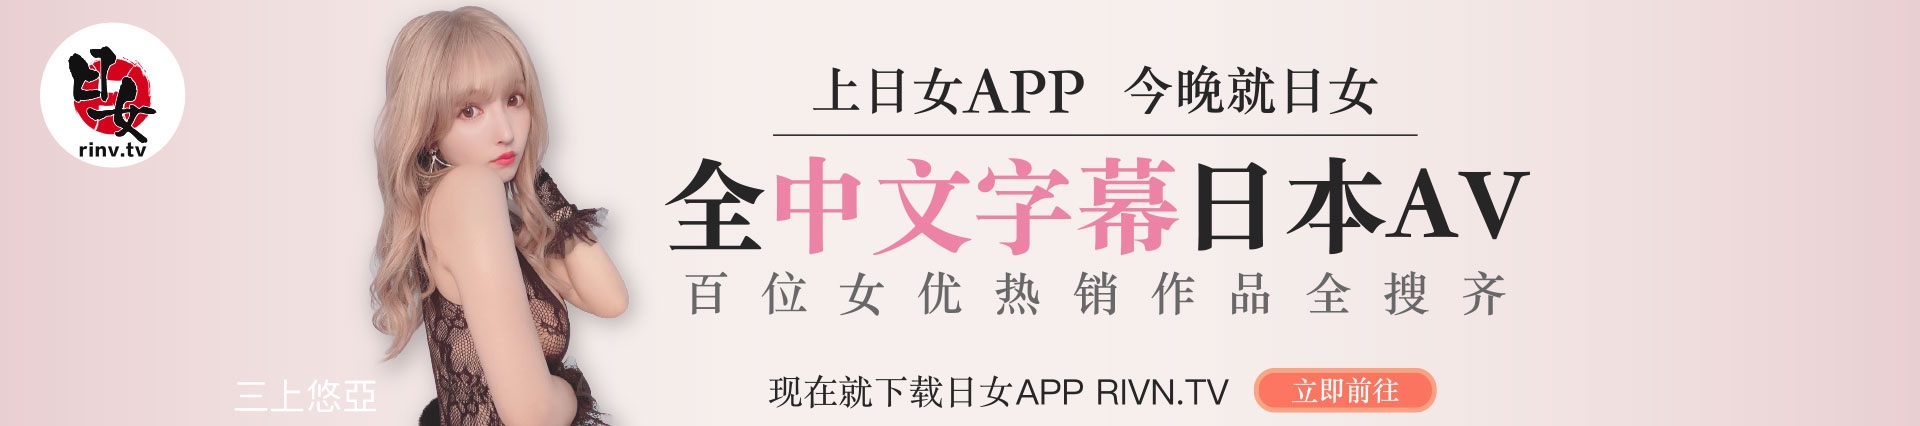 日女
rinv.tv
上日女APP 今晚就日女
全中文字幕日本AV
百位女优热销作品全搜齐
三上悠亞
现在就下载日女APP RIVN.TV
立即前往